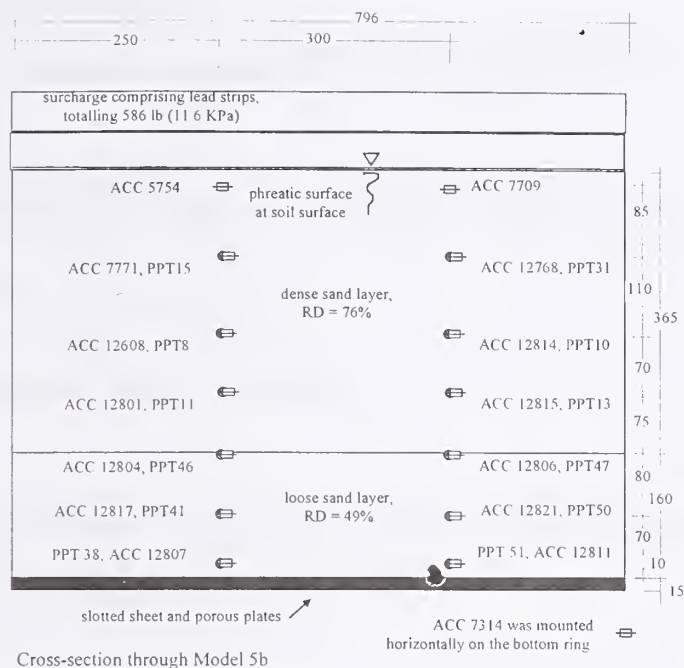 796
250
300
surcharge comprising lead strips,
totalling 586 lb (11 6 KPa)
ACC 5754
phreatic surface
at soil surface
ACC 7709
85
ACC 7771, PPT15
ACC 12768, PPT31
dense sand layer,
RD = 76%
110
365
ACC 12608, PPT8
ACC 12814, PPT10
70
ACC 12801, PPT11
ACC 12815, PPT13
75
ACC 12804, PPT46
ACC 12806, PPT47
80
loose sand layer,
RD = 49%
ACC 12817, PPT41
ACC 12821, PPT50
160
70
PPT 38, ACC 12807
PPT 51, ACC 12811
10
15
slotted sheet and porous plates
ACC 7314 was mounted
horizontally on the bottom ring
Cross-section through Model 5b